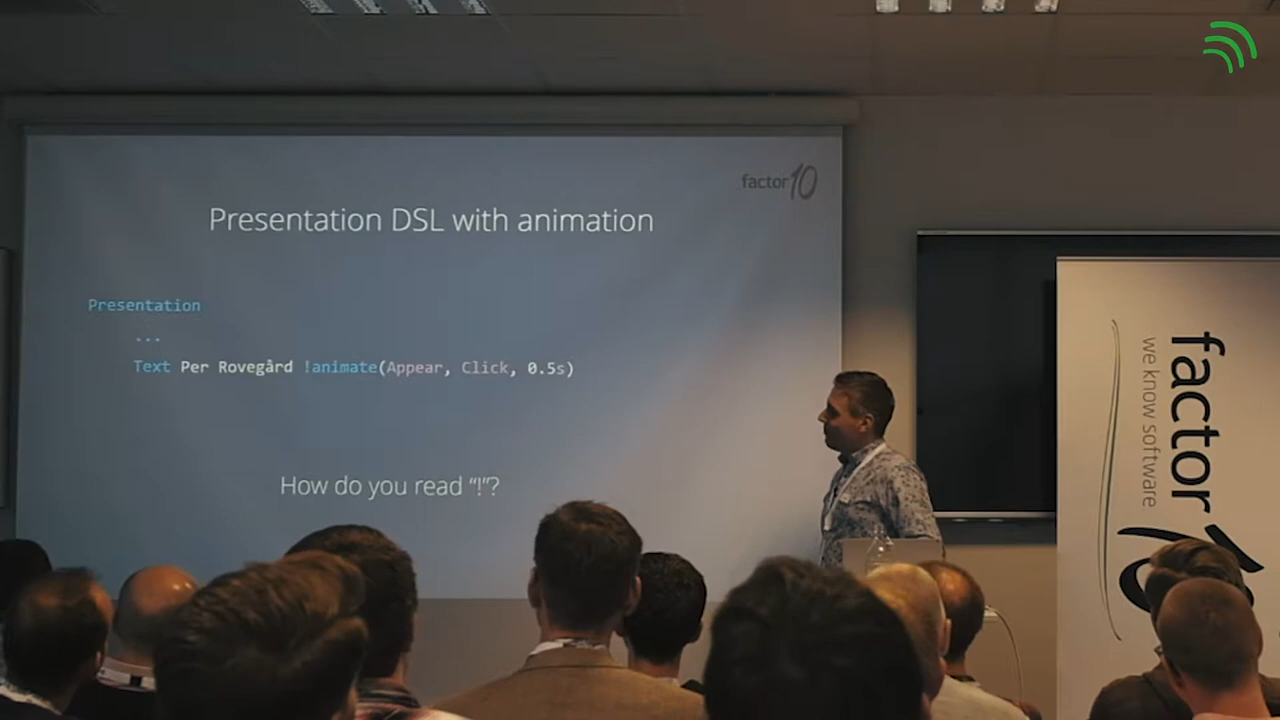 factor10
Presentation DSL with animation
Presentation
...
Text Per Rovegård !animate(Appear, Click, 0.5s)
How do you read “!”?
factor10
we know software